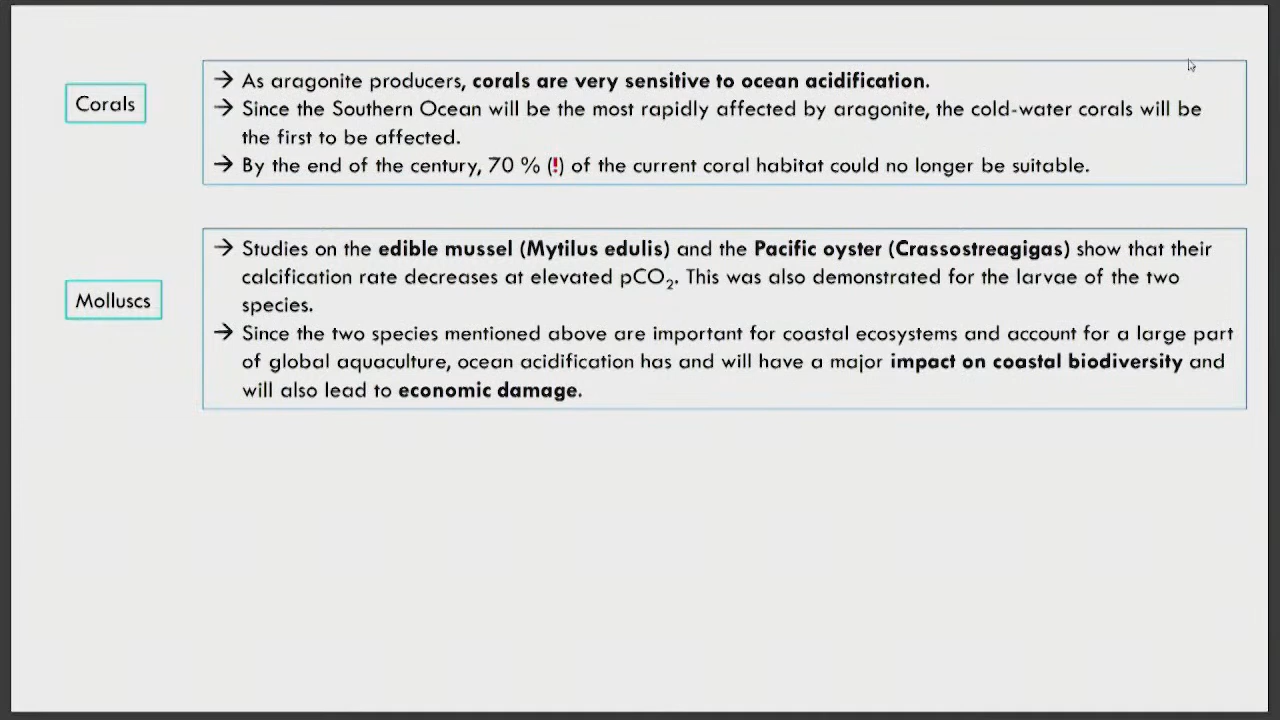 Corals
→ As aragonite producers, corals are very sensitive to ocean acidification.
→ Since the Southern Ocean will be the most rapidly affected by aragonite, the cold-water corals will be
the first to be affected.
→ By the end of the century, 70 % (!) of the current coral habitat could no longer be suitable.
Molluscs
→ Studies on the edible mussel (Mytilus edulis) and the Pacific oyster (Crassostreagigas) show that their
calcification rate decreases at elevated pCO₂. This was also demonstrated for the larvae of the two
species.
→ Since the two species mentioned above are important for coastal ecosystems and account for a large part
of global aquaculture, ocean acidification has and will have a major impact on coastal biodiversity and
will also lead to economic damage.